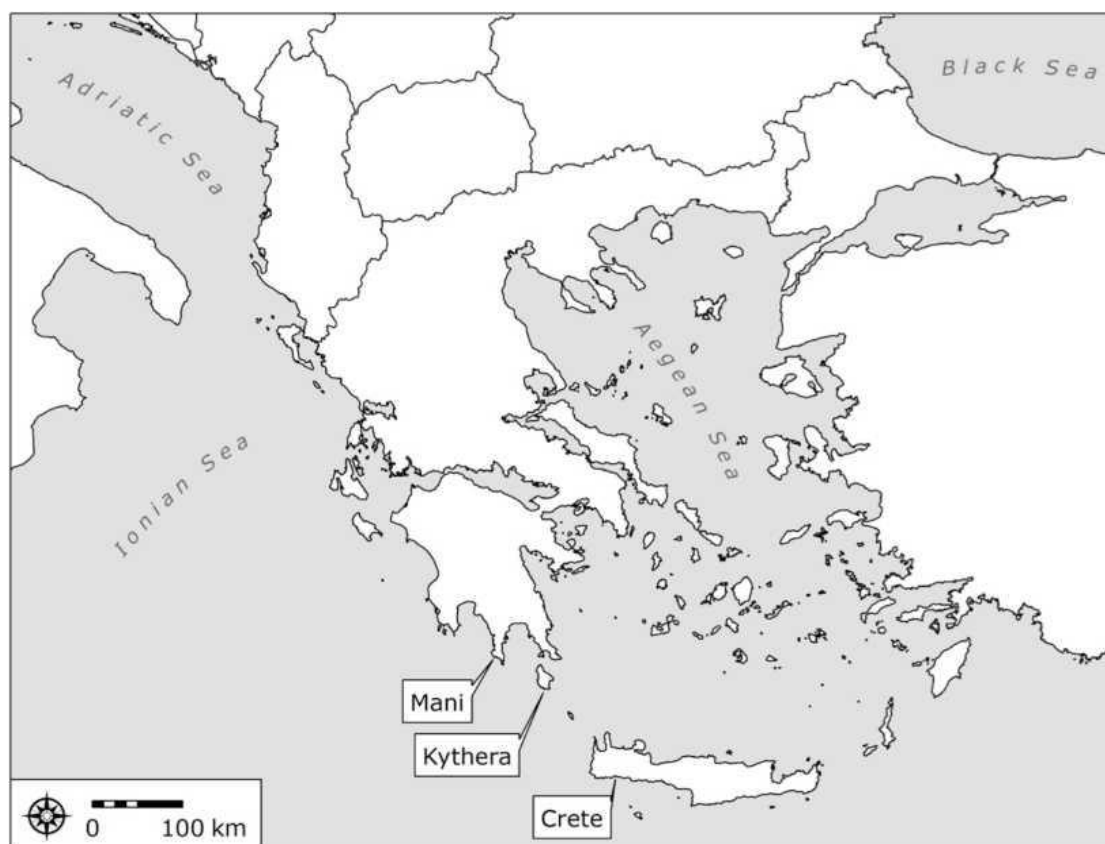 Black Sea
Adriatic Sea
Aegean Sea
Ionian Sea
Mani
Kythera
Crete
0 100 km